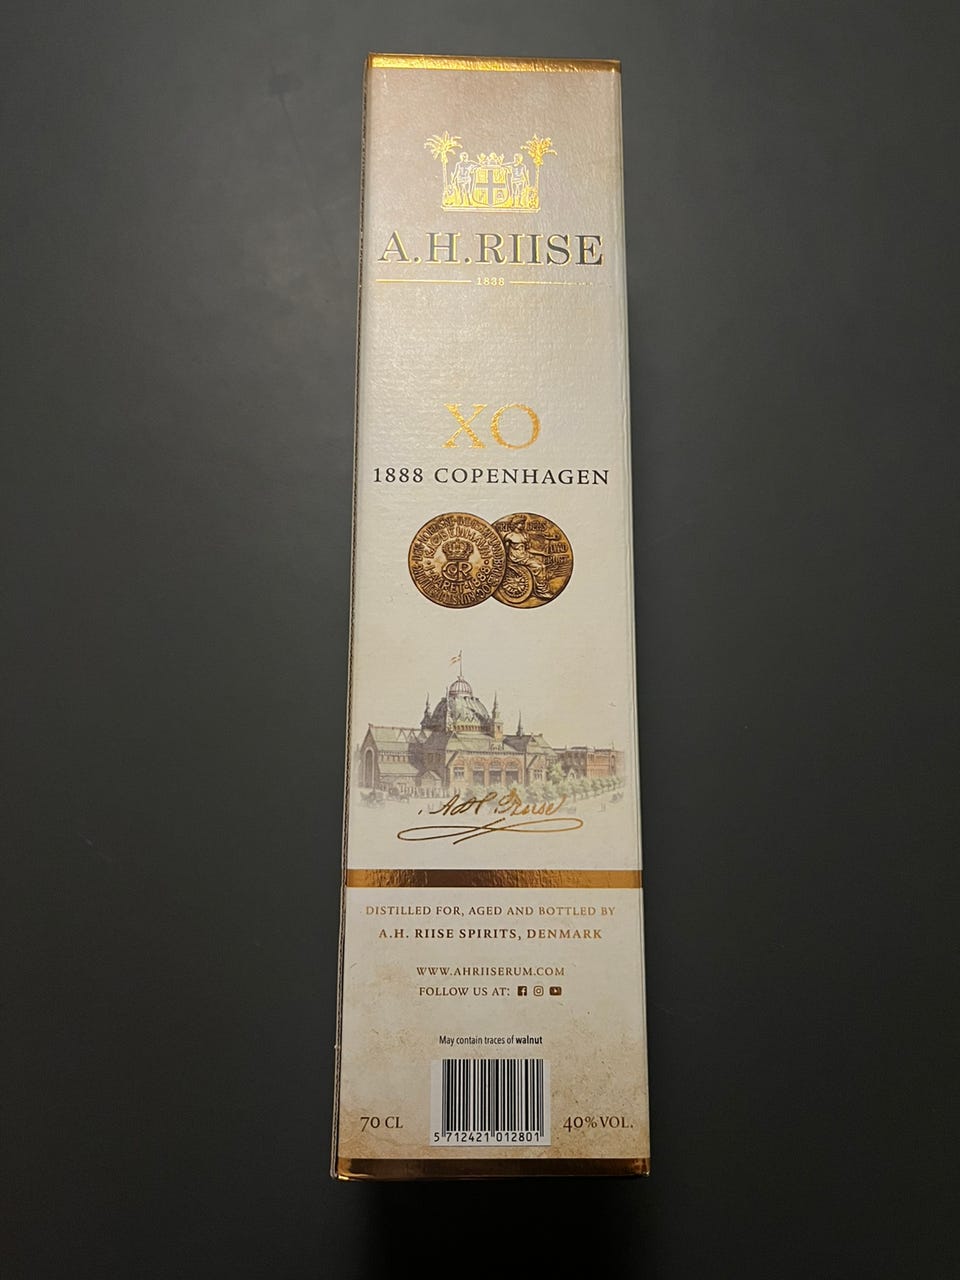 A.H.RIISE
1838
XO
1888 COPENHAGEN
A H Riise
DISTILLED FOR, AGED AND BOTTLED BY
A.H. RIISE SPIRITS, DENMARK
WWW.AHRIISERUM.COM
FOLLOW US AT:
May contain traces of walnut
70 CL
5 712421 012801
40% VOL.